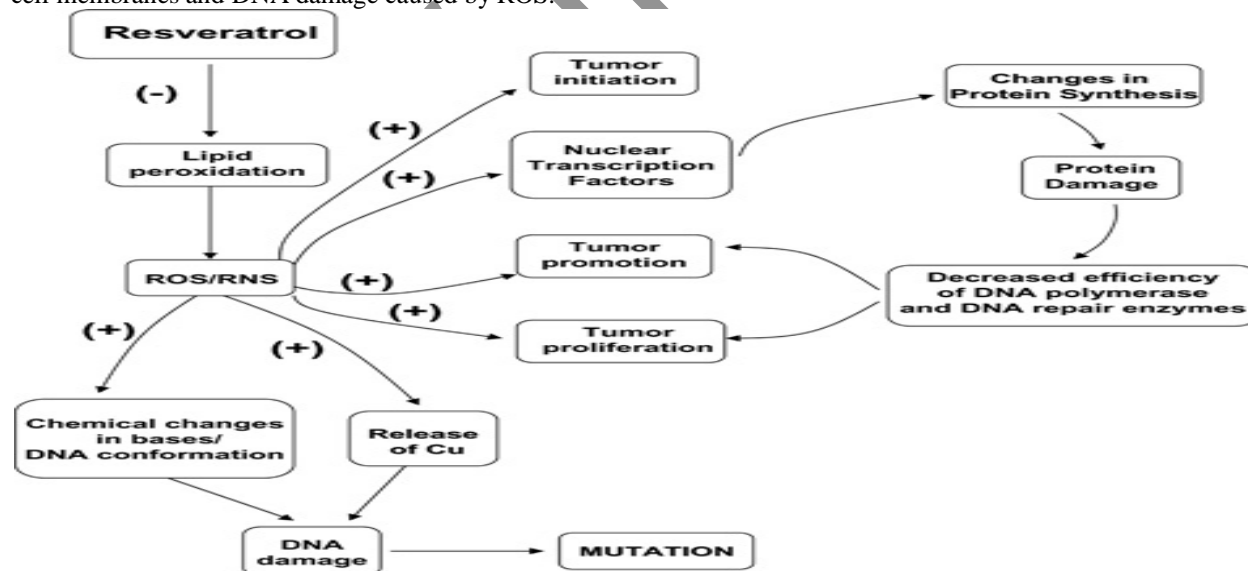 cell membranes and DNA damage caused by ROS.
Resveratrol
(-)
Lipid
peroxidation
ROS/RNS
(+)
Tumor
initiation
(+)
Nuclear
Transcription
Factors
Changes in
Protein Synthesis
Protein
Damage
Decreased efficiency
of DNA polymerase
and DNA repair enzymes
(+)
Tumor
promotion
(+)
Tumor
proliferation
(+)
(+)
Chemical changes
in bases/
DNA conformation
Release
of Cu
DNA
damage
MUTATION